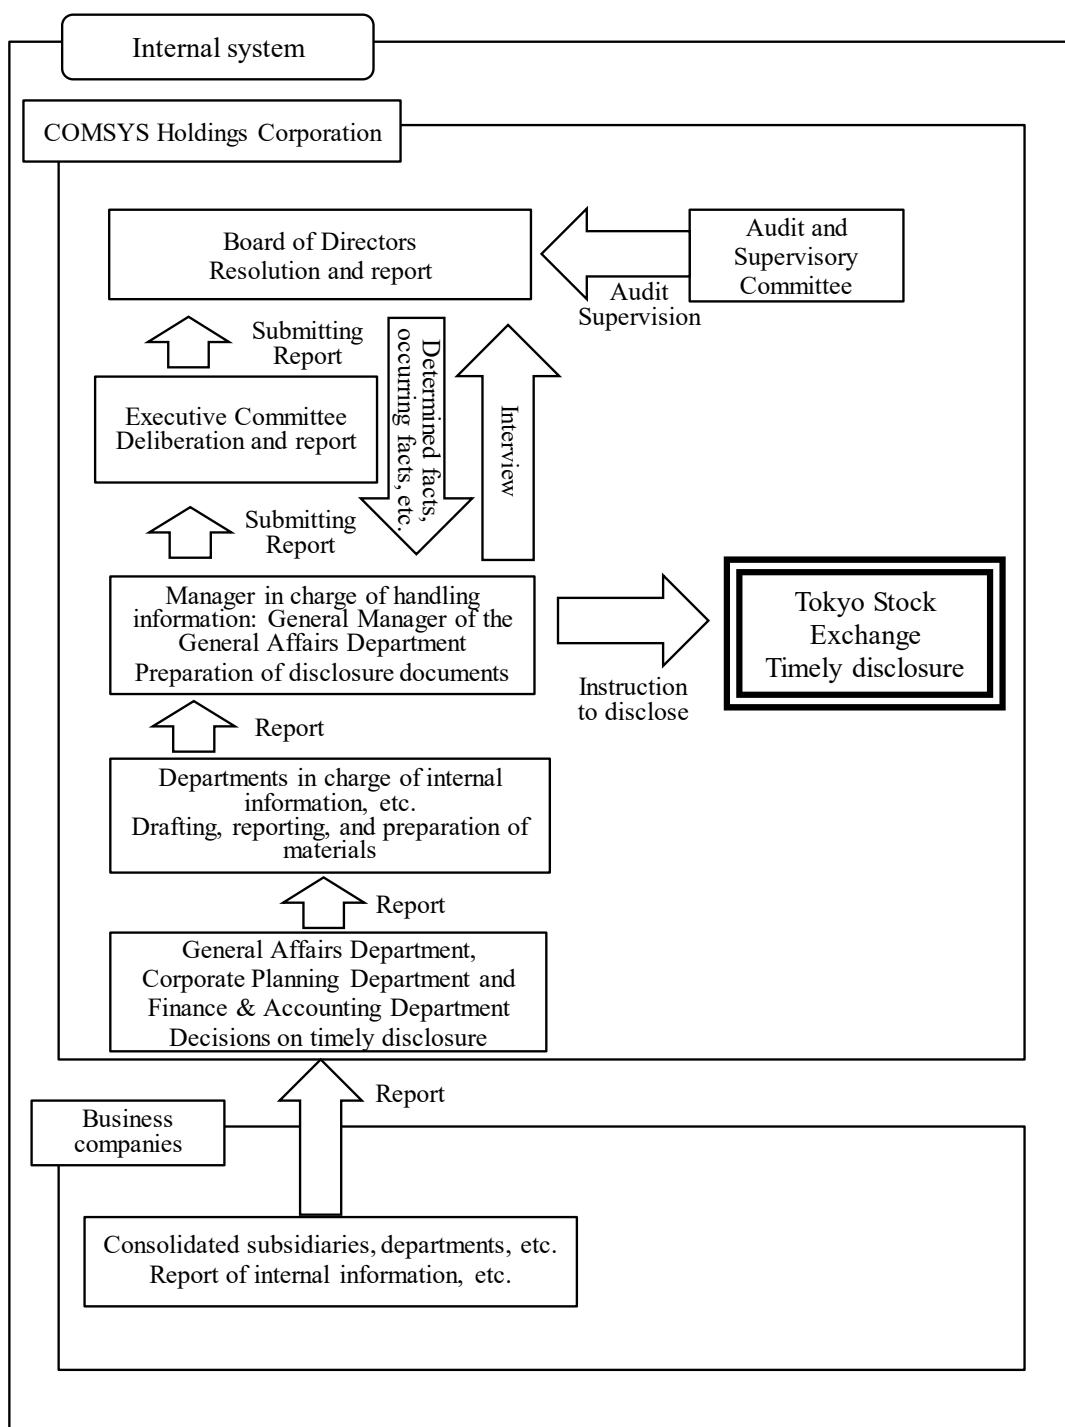 Internal system
COMSYS Holdings Corporation
Board of Directors
Resolution and report
Audit and
Supervisory
Committee
Audit
Supervision
Submitting
Report
Determined facts,
occurring facts, etc.
Interview
Executive Committee
Deliberation and report
Submitting
Report
Manager in charge of handling
information: General Manager of the
General Affairs Department
Preparation of disclosure documents
Instruction
to disclose
Tokyo Stock
Exchange
Timely disclosure
Report
Departments in charge of internal
information, etc.
Drafting, reporting, and preparation of
materials
Report
General Affairs Department,
Corporate Planning Department and
Finance & Accounting Department
Decisions on timely disclosure
Report
Business
companies
Consolidated subsidiaries, departments, etc.
Report of internal information, etc.